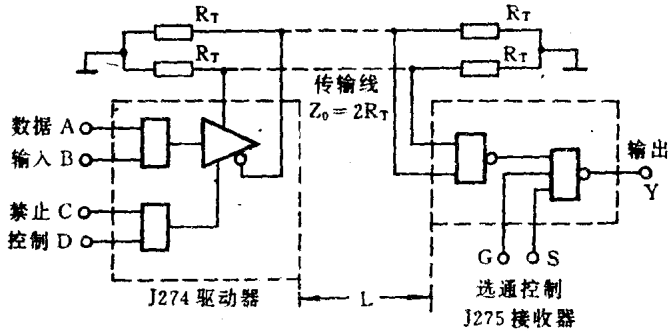 R_T R_T
R_T R_T
传输线
Z₀=2R_T
数据 A
输入 B
禁止 C
控制 D
输出
Y
G S
J274 驱动器
L
选通控制
J275 接收器